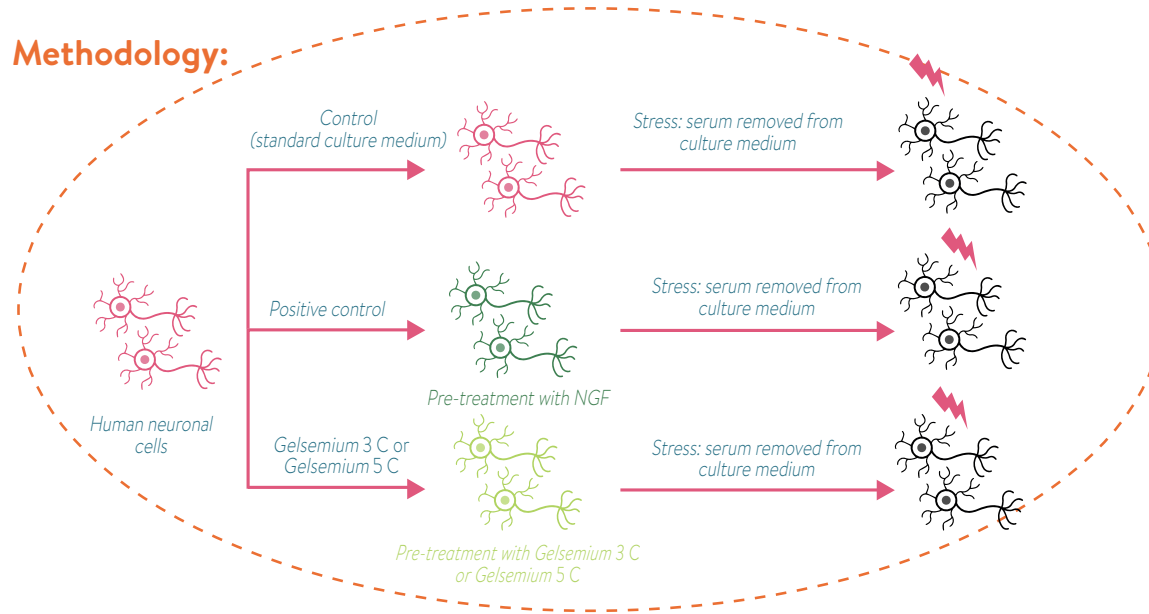 Methodology:
Control
(standard culture medium)
Stress: serum removed from
culture medium
Positive control
Stress: serum removed from
culture medium
Pre-treatment with NGF
Human neuronal
cells
Gelsemium 3 C or
Gelsemium 5 C
Stress: serum removed from
culture medium
Pre-treatment with Gelsemium 3 C
or Gelsemium 5 C